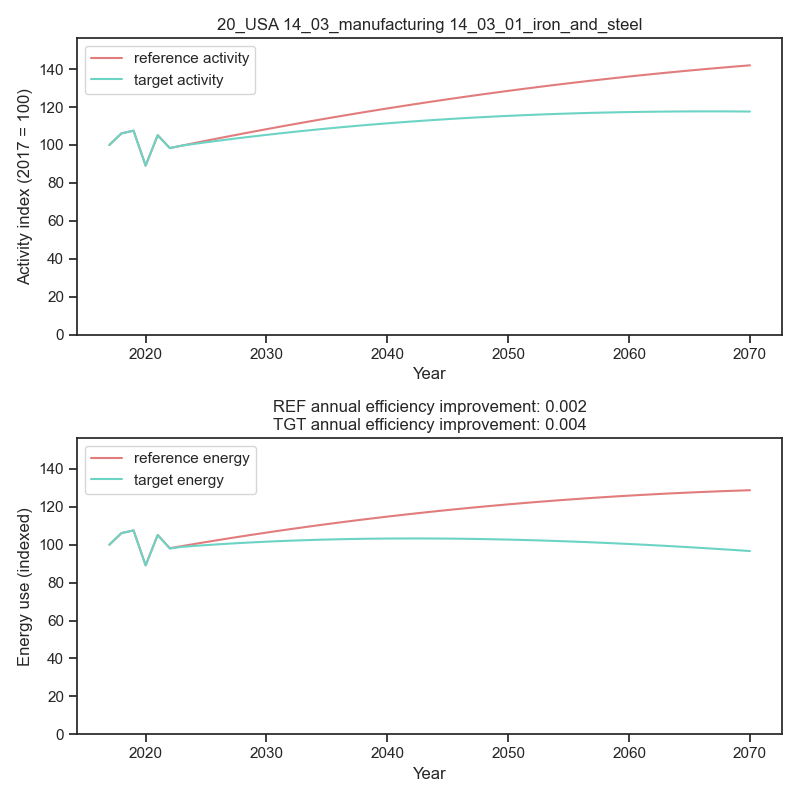 20_USA 14_03_manufacturing 14_03_01_iron_and_steel
reference activity
target activity
Activity index (2017 = 100)
140
120
100
80
60
40
20
0
2020 2030 2040 2050 2060 2070
Year
REF annual efficiency improvement: 0.002
TGT annual efficiency improvement: 0.004
reference energy
target energy
Energy use (indexed)
140
120
100
80
60
40
20
0
2020 2030 2040 2050 2060 2070
Year